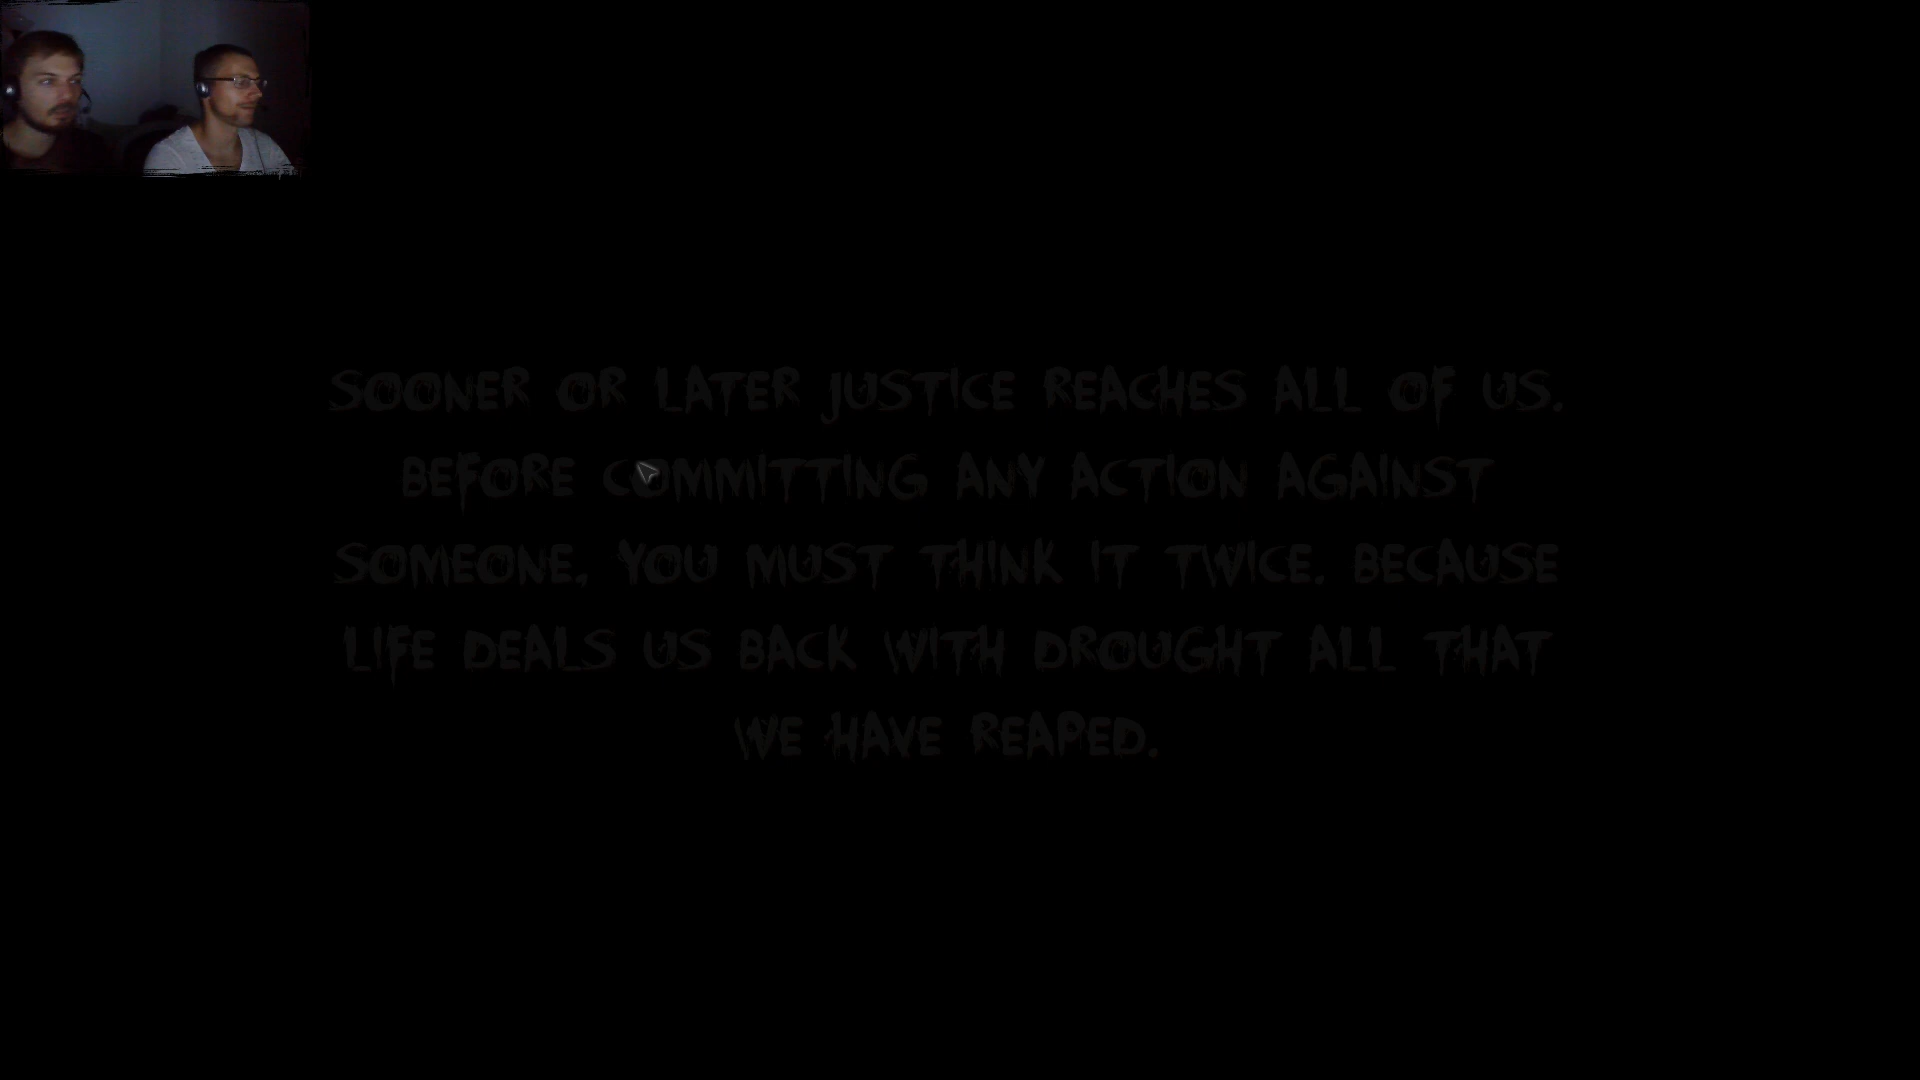 SOONER OR LATER JUSTICE REACHES ALL OF US.
BEFORE COMMITTING ANY ACTION AGAINST
SOMEONE, YOU MUST THINK IT TWICE. BECAUSE
LIFE DEALS US BACK WITH DROUGHT ALL THAT
WE HAVE REAPED.